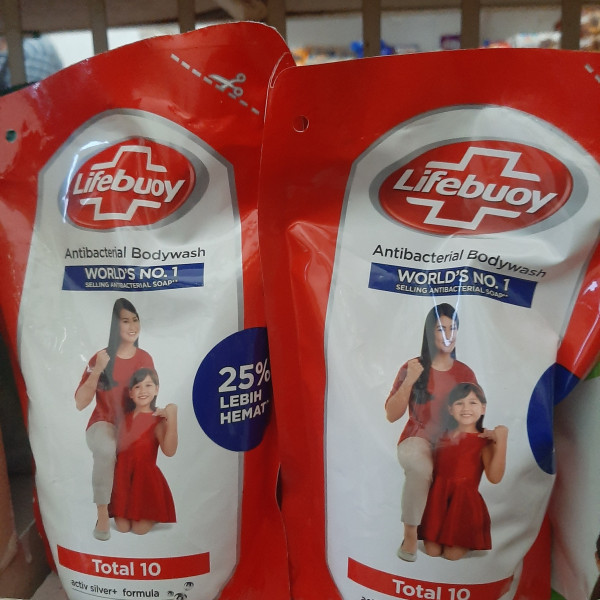 Lifebuoy
Antibacterial Bodywash
WORLD'S NO. 1
SELLING ANTIBACTERIAL SOAP**
25%
LEBIH
HEMAT
Total 10
activ silver+ formula
Lifebuoy
Antibacterial Bodywash
WORLD'S NO. 1
SELLING ANTIBACTERIAL SOAP**
Total 10